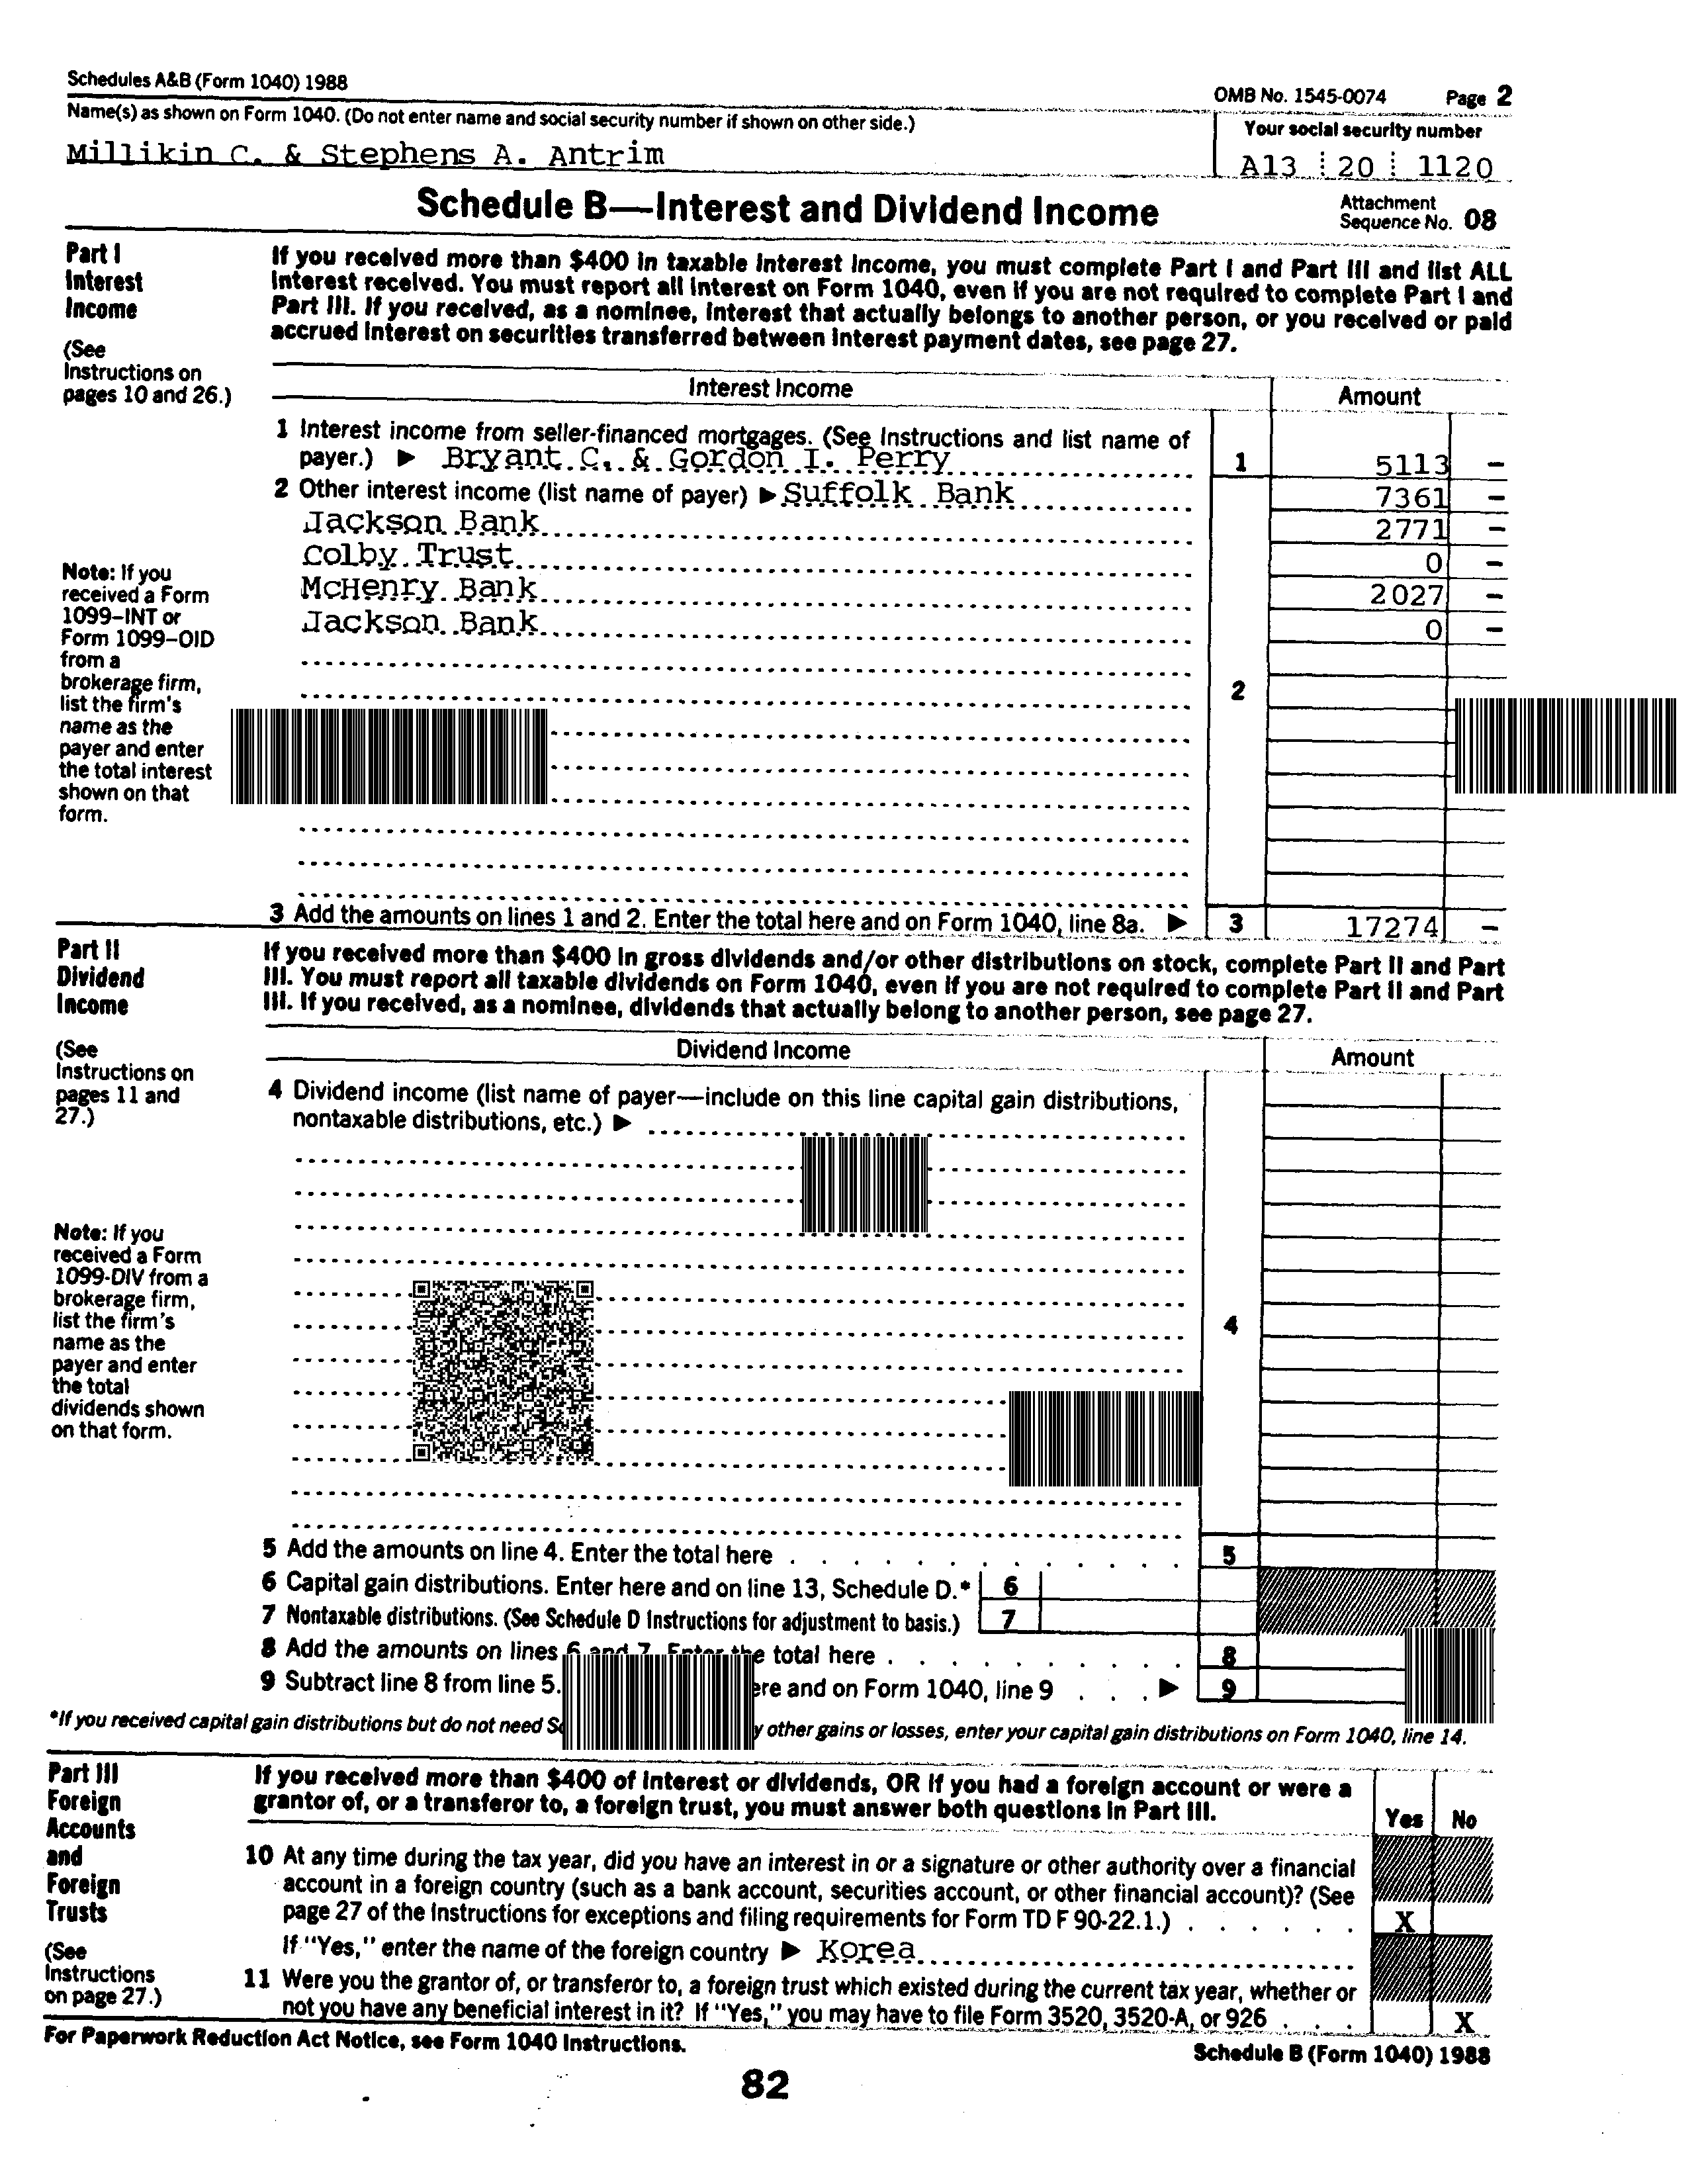 Schedules A&B (Form 1040) 1988
OMB No. 1545-0074 Page 2
Name(s) as shown on Form 1040. (Do not enter name and social security number if shown on other side.)
Your social security number
Millikin C. & Stephens A. Antrim
A13 20 1120
Schedule B—Interest and Dividend Income
Attachment
Sequence No. 08
Part I
Interest
Income
(See
Instructions on
pages 10 and 26.)
If you received more than $400 in taxable interest income, you must complete Part I and Part III and list ALL
interest received. You must report all interest on Form 1040, even if you are not required to complete Part I and
Part III. If you received, as a nominee, interest that actually belongs to another person, or you received or paid
accrued interest on securities transferred between interest payment dates, see page 27.
Interest Income Amount
1 Interest income from seller-financed mortgages. (See Instructions and list name of
payer.) ▶ Bryant C. & Gordon I. Perry 1 5113 –
2 Other interest income (list name of payer) ▶ Suffolk Bank 7361 –
Jackson Bank 2771 –
Colby Trust 0 –
McHenry Bank 2027 –
Jackson Bank 0 –
2
Note: If you
received a Form
1099–INT or
Form 1099–OID
from a
brokerage firm,
list the firm's
name as the
payer and enter
the total interest
shown on that
form.
3 Add the amounts on lines 1 and 2. Enter the total here and on Form 1040, line 8a. ▶ 3 17274 –
Part II
Dividend
Income
(See
Instructions on
pages 11 and
27.)
If you received more than $400 in gross dividends and/or other distributions on stock, complete Part II and Part
III. You must report all taxable dividends on Form 1040, even if you are not required to complete Part II and Part
III. If you received, as a nominee, dividends that actually belong to another person, see page 27.
Dividend Income Amount
4 Dividend income (list name of payer—include on this line capital gain distributions,
nontaxable distributions, etc.) ▶
4
Note: If you
received a Form
1099-DIV from a
brokerage firm,
list the firm's
name as the
payer and enter
the total
dividends shown
on that form.
5 Add the amounts on line 4. Enter the total here . . . 5
6 Capital gain distributions. Enter here and on line 13, Schedule D.* 6
7 Nontaxable distributions. (See Schedule D Instructions for adjustment to basis.) 7
8 Add the amounts on lines 6 and 7. Enter the total here . . . 8
9 Subtract line 8 from line 5. and on Form 1040, line 9 . . . ▶ 9
*If you received capital gain distributions but do not need other gains or losses, enter your capital gain distributions on Form 1040, line 14.
Part III
Foreign
Accounts
and
Foreign
Trusts
(See
Instructions
on page 27.)
If you received more than $400 of interest or dividends, OR if you had a foreign account or were a
grantor of, or a transferor to, a foreign trust, you must answer both questions in Part III.
Yes No
10 At any time during the tax year, did you have an interest in or a signature or other authority over a financial
account in a foreign country (such as a bank account, securities account, or other financial account)? (See
page 27 of the Instructions for exceptions and filing requirements for Form TD F 90-22.1.) . . . X
If "Yes," enter the name of the foreign country ▶ Korea
11 Were you the grantor of, or transferor to, a foreign trust which existed during the current tax year, whether or
not you have any beneficial interest in it? If "Yes," you may have to file Form 3520, 3520-A, or 926 . . . X
For Paperwork Reduction Act Notice, see Form 1040 Instructions.
Schedule B (Form 1040) 1988
82